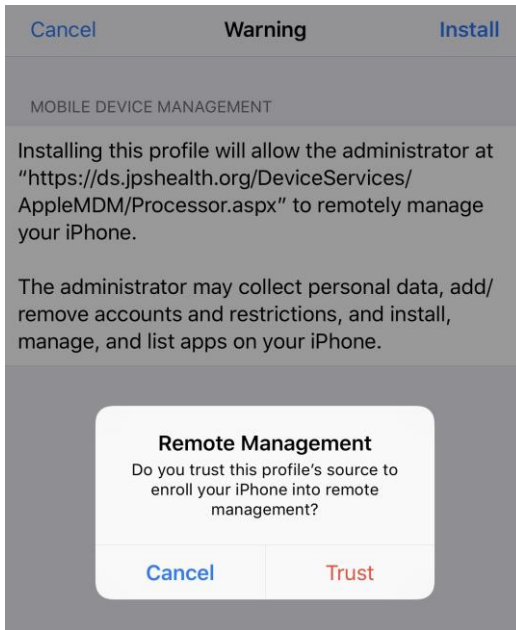 Cancel Warning Install
MOBILE DEVICE MANAGEMENT
Installing this profile will allow the administrator at
“https://ds.jpshealth.org/DeviceServices/
AppleMDM/Processor.aspx” to remotely manage
your iPhone.
The administrator may collect personal data, add/
remove accounts and restrictions, and install,
manage, and list apps on your iPhone.
Remote Management
Do you trust this profile's source to
enroll your iPhone into remote
management?
Cancel Trust